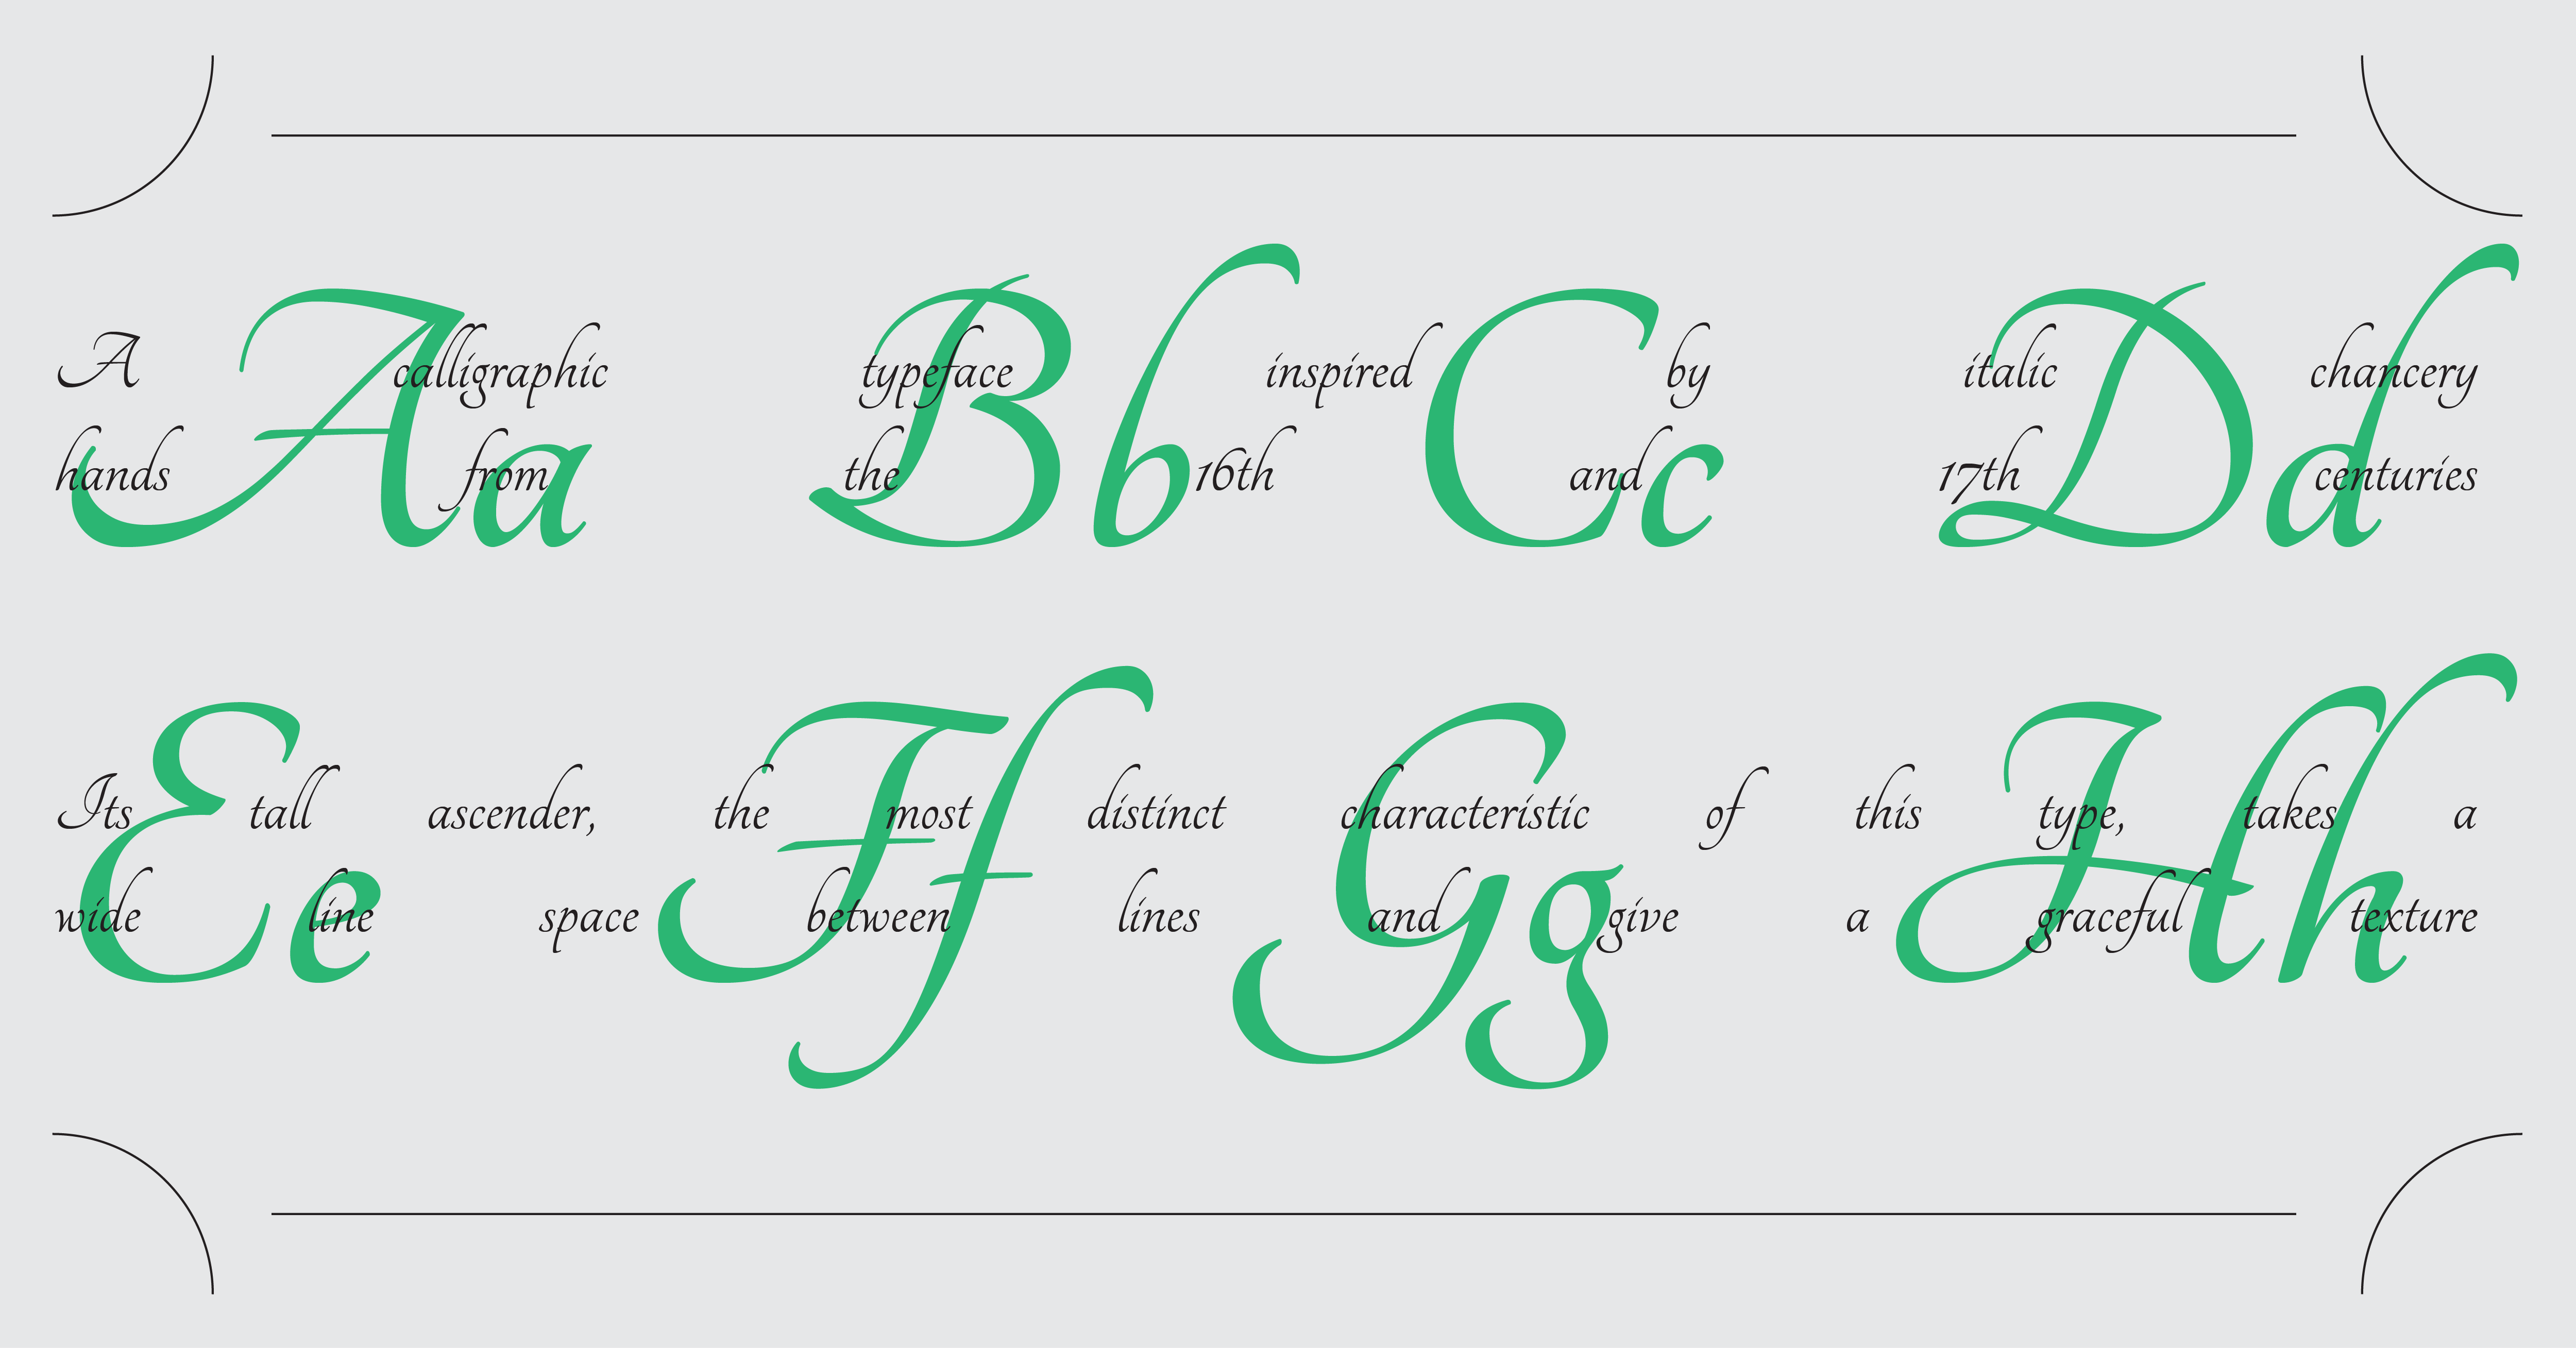 Aa Bb Cc Dd
A calligraphic typeface inspired by italic chancery
hands from the 16th and 17th centuries
Ee Ff Gg Hh
Its tall ascender, the most distinct characteristic of this type, takes a
wide line space between lines and give a graceful texture